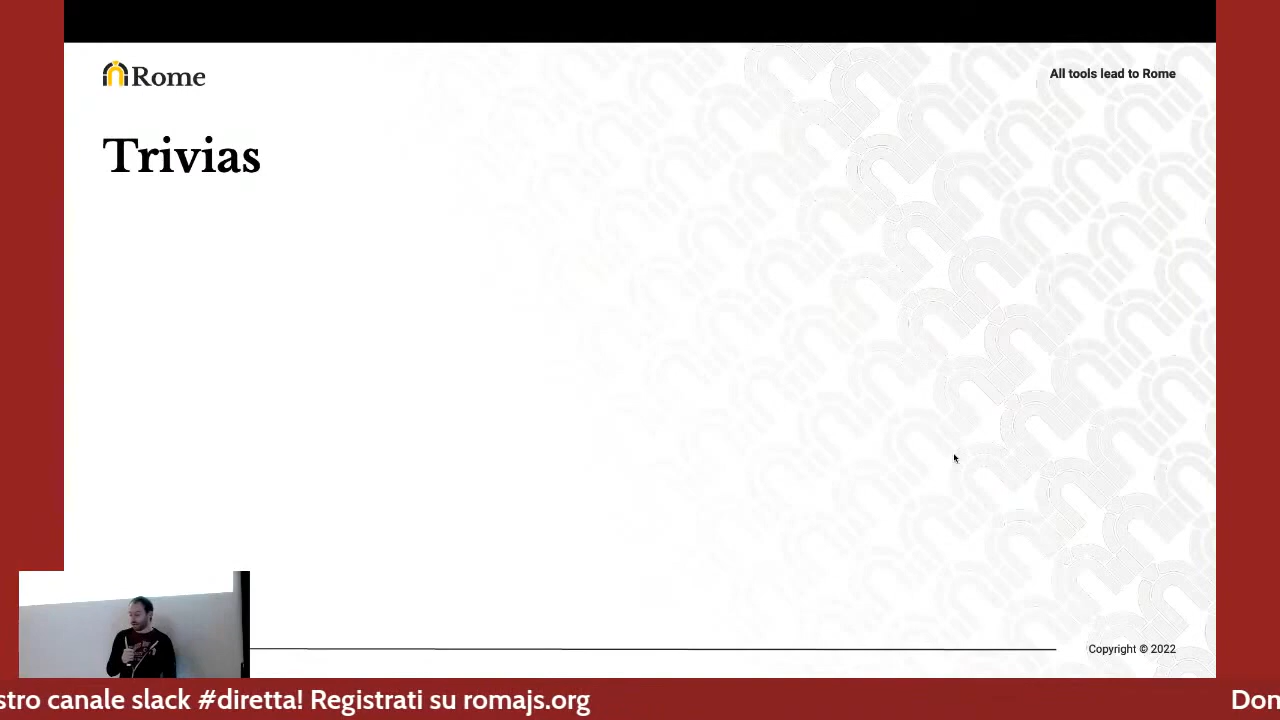 Rome
All tools lead to Rome
Trivias
Copyright © 2022
stro canale slack #diretta! Registrati su romajs.org
Don